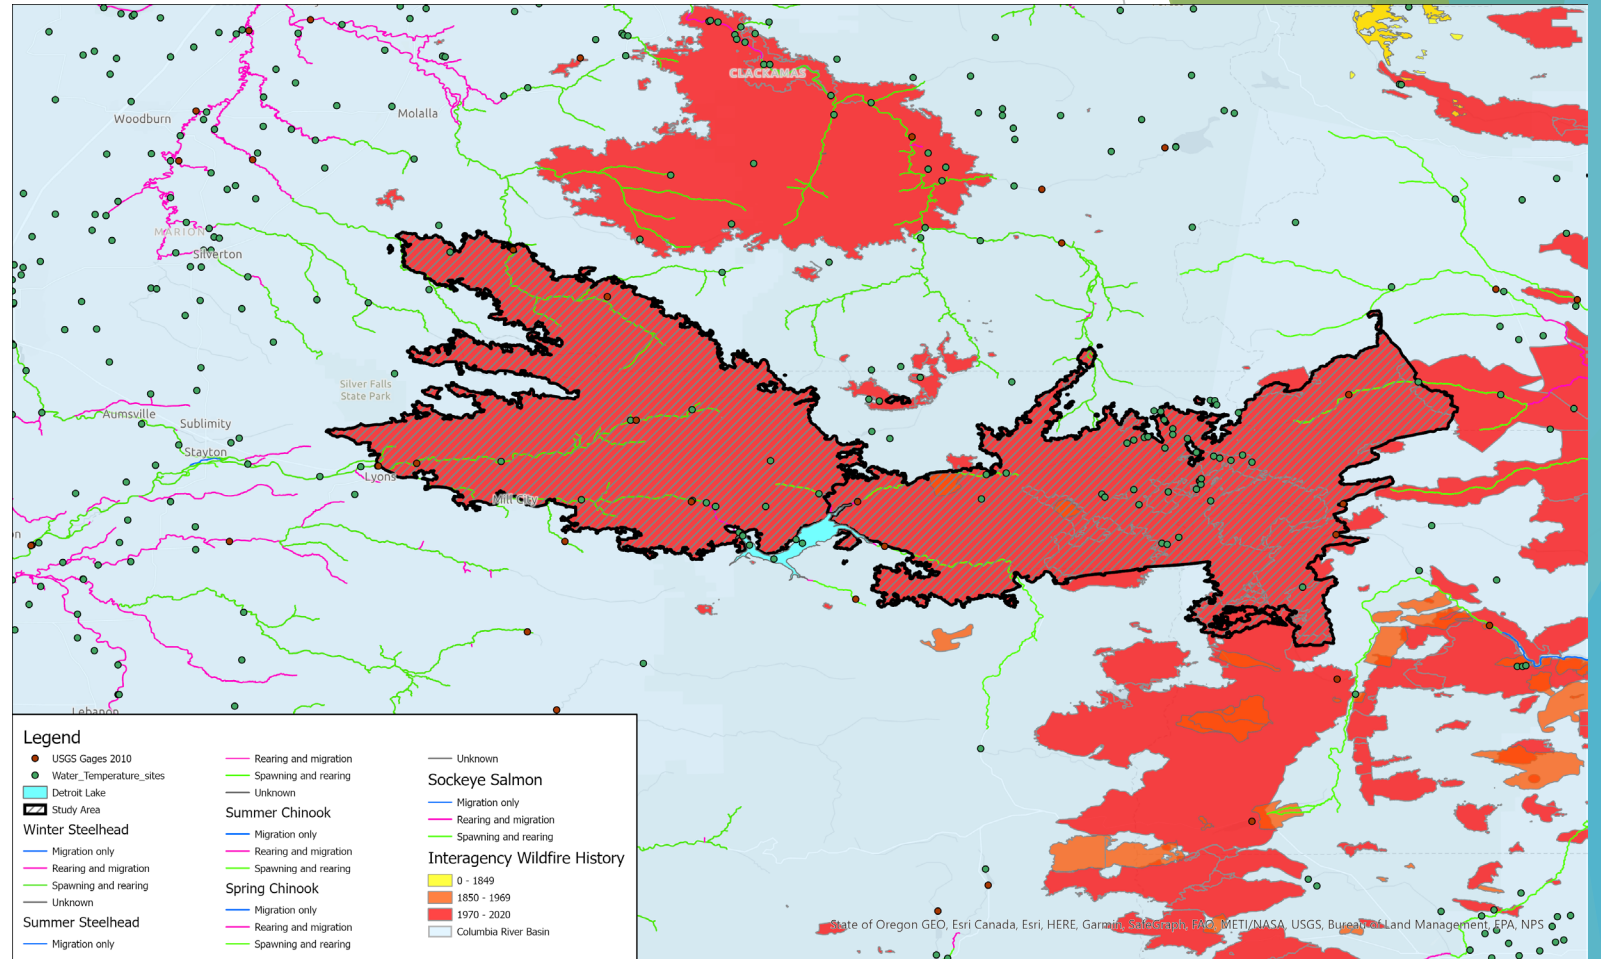 CLACKAMAS
Molalla
Woodburn
MARION
Silverton
Silver Falls
State Park
Aumsville
Sublimity
Stayton
Lyons
Mill City
on
Lebanon
Legend
USGS Gages 2010
Water_Temperature_sites
Detroit Lake
Study Area
Winter Steelhead
Migration only
Rearing and migration
Spawning and rearing
Unknown
Summer Steelhead
Migration only
Rearing and migration
Spawning and rearing
Unknown
Summer Chinook
Migration only
Rearing and migration
Spawning and rearing
Spring Chinook
Migration only
Rearing and migration
Spawning and rearing
Unknown
Sockeye Salmon
Migration only
Rearing and migration
Spawning and rearing
Interagency Wildfire History
0 - 1849
1850 - 1969
1970 - 2020
Columbia River Basin
State of Oregon GEO, Esri Canada, Esri, HERE, Garmin, SafeGraph, FAO, METI/NASA, USGS, Bureau of Land Management, EPA, NPS